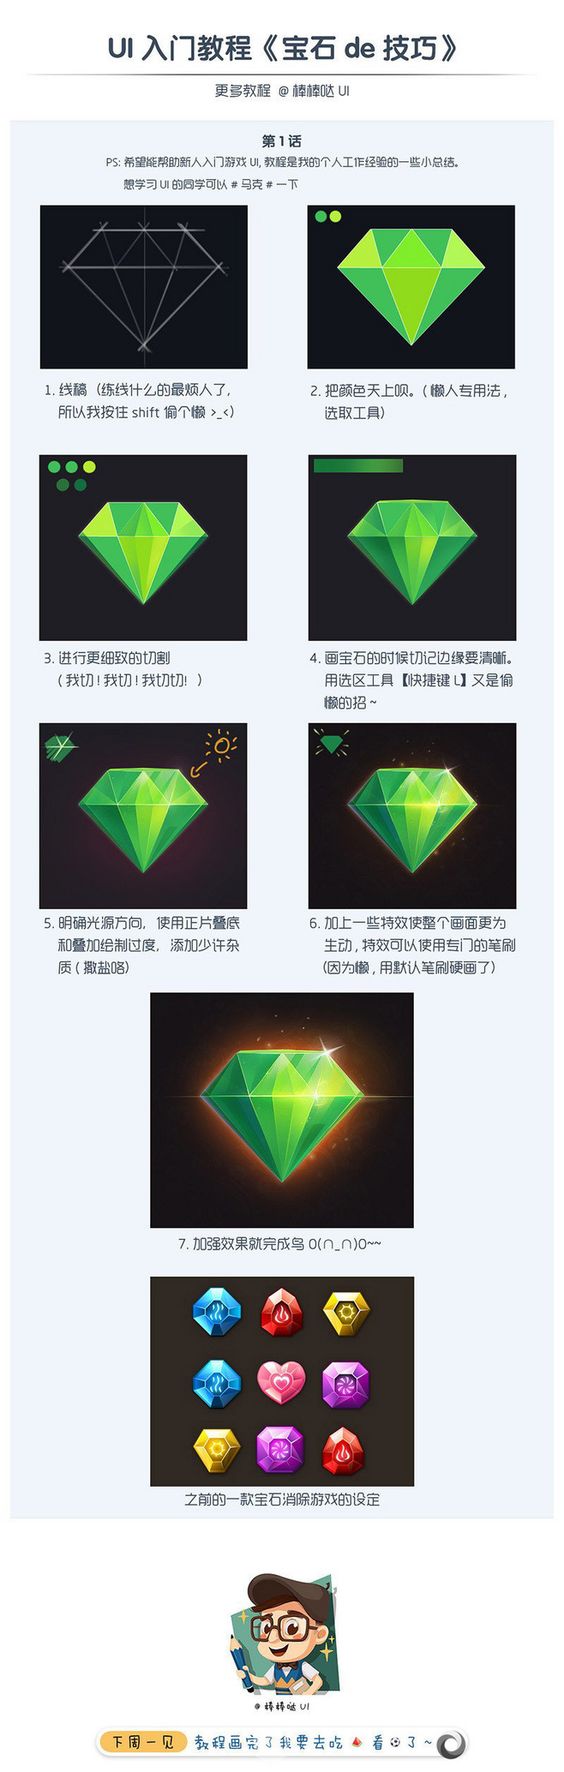 UI 入门教程《宝石 de 技巧》
更多教程 @ 棒棒哒 UI
第 1 话
PS: 希望能帮助新人入门游戏 UI, 教程是我的个人工作经验的一些小总结。
想学习 UI 的同学可以 # 马克 # 一下
1. 线稿（练线什么的最烦人了,
所以我按住 shift 偷个懒 >_<）
2. 把颜色天上呗。( 懒人专用法 ,
选取工具)
3. 进行更细致的切割
( 我切 ! 我切 ! 我切切! )
4. 画宝石的时候切记边缘要清晰。
用选区工具【快捷键 L】又是偷
懒的招 ~
5. 明确光源方向, 使用正片叠底
和叠加绘制过度, 添加少许杂
质 ( 撒盐咯)
6. 加上一些特效使整个画面更为
生动 , 特效可以使用专门的笔刷
(因为懒 , 用默认笔刷硬画了)
7. 加强效果就完成鸟 O(∩_∩)O~~
之前的一款宝石消除游戏的设定
@ 棒棒哒 UI
下周一见 教程画完了我要去吃🍉看⚽了 ~